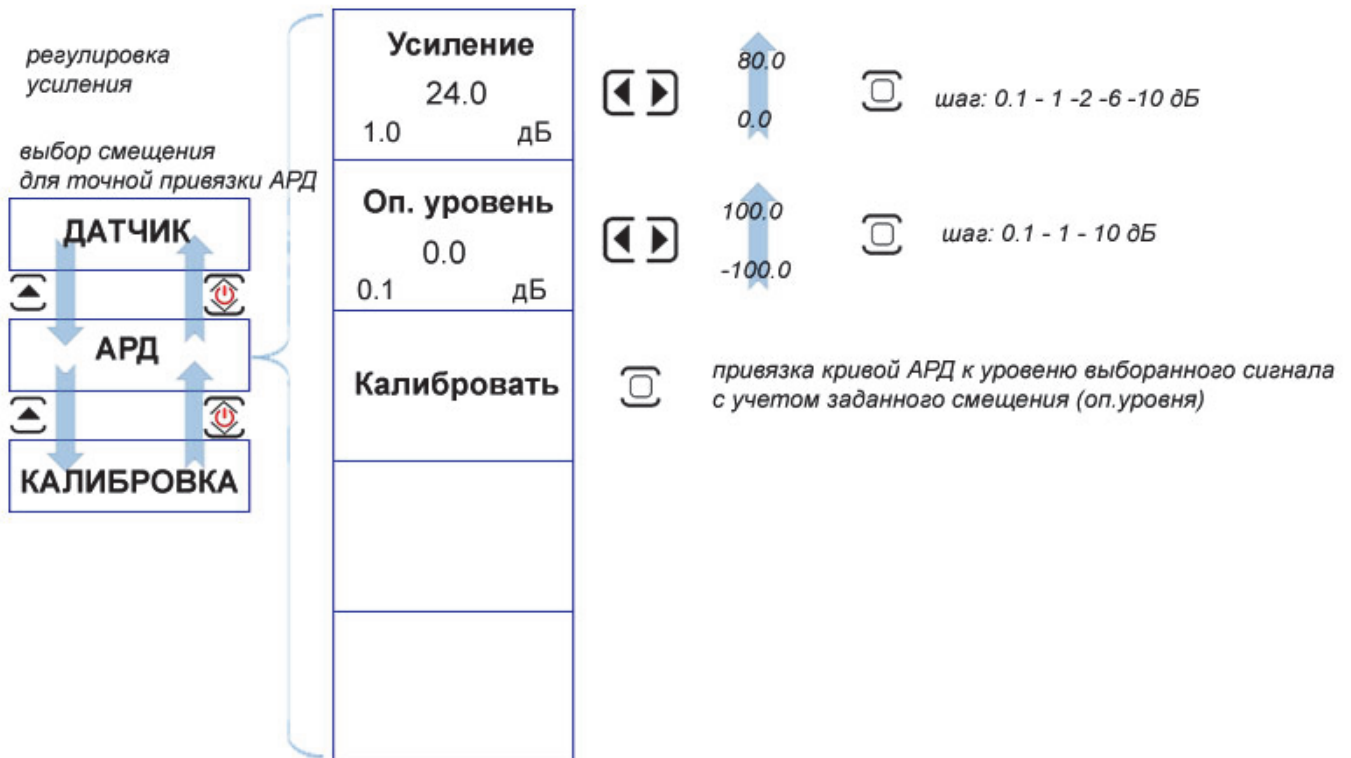 регулировка
усиления
выбор смещения
для точной привязки АРД
ДАТЧИК
АРД
КАЛИБРОВКА
Усиление
24.0
1.0 дБ
80.0
0.0
шаг: 0.1 - 1 -2 -6 -10 дБ
Оп. уровень
0.0
0.1 дБ
100.0
-100.0
шаг: 0.1 - 1 - 10 дБ
Калибровать
привязка кривой АРД к уровеню выборанного сигнала
с учетом заданного смещения (оп.уровня)